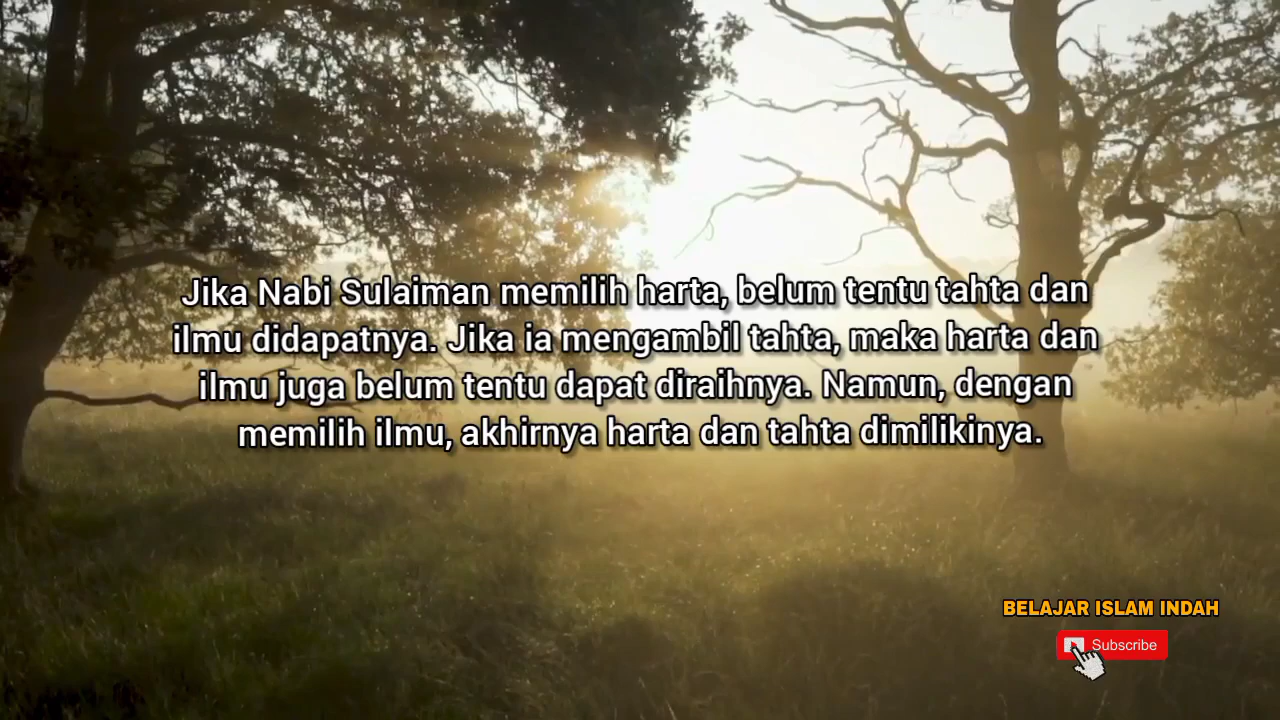 Jika Nabi Sulaiman memilih harta, belum tentu tahta dan
ilmu didapatnya. Jika ia mengambil tahta, maka harta dan
ilmu juga belum tentu dapat diraihnya. Namun, dengan
memilih ilmu, akhirnya harta dan tahta dimilikinya.
BELAJAR ISLAM INDAH
Subscribe